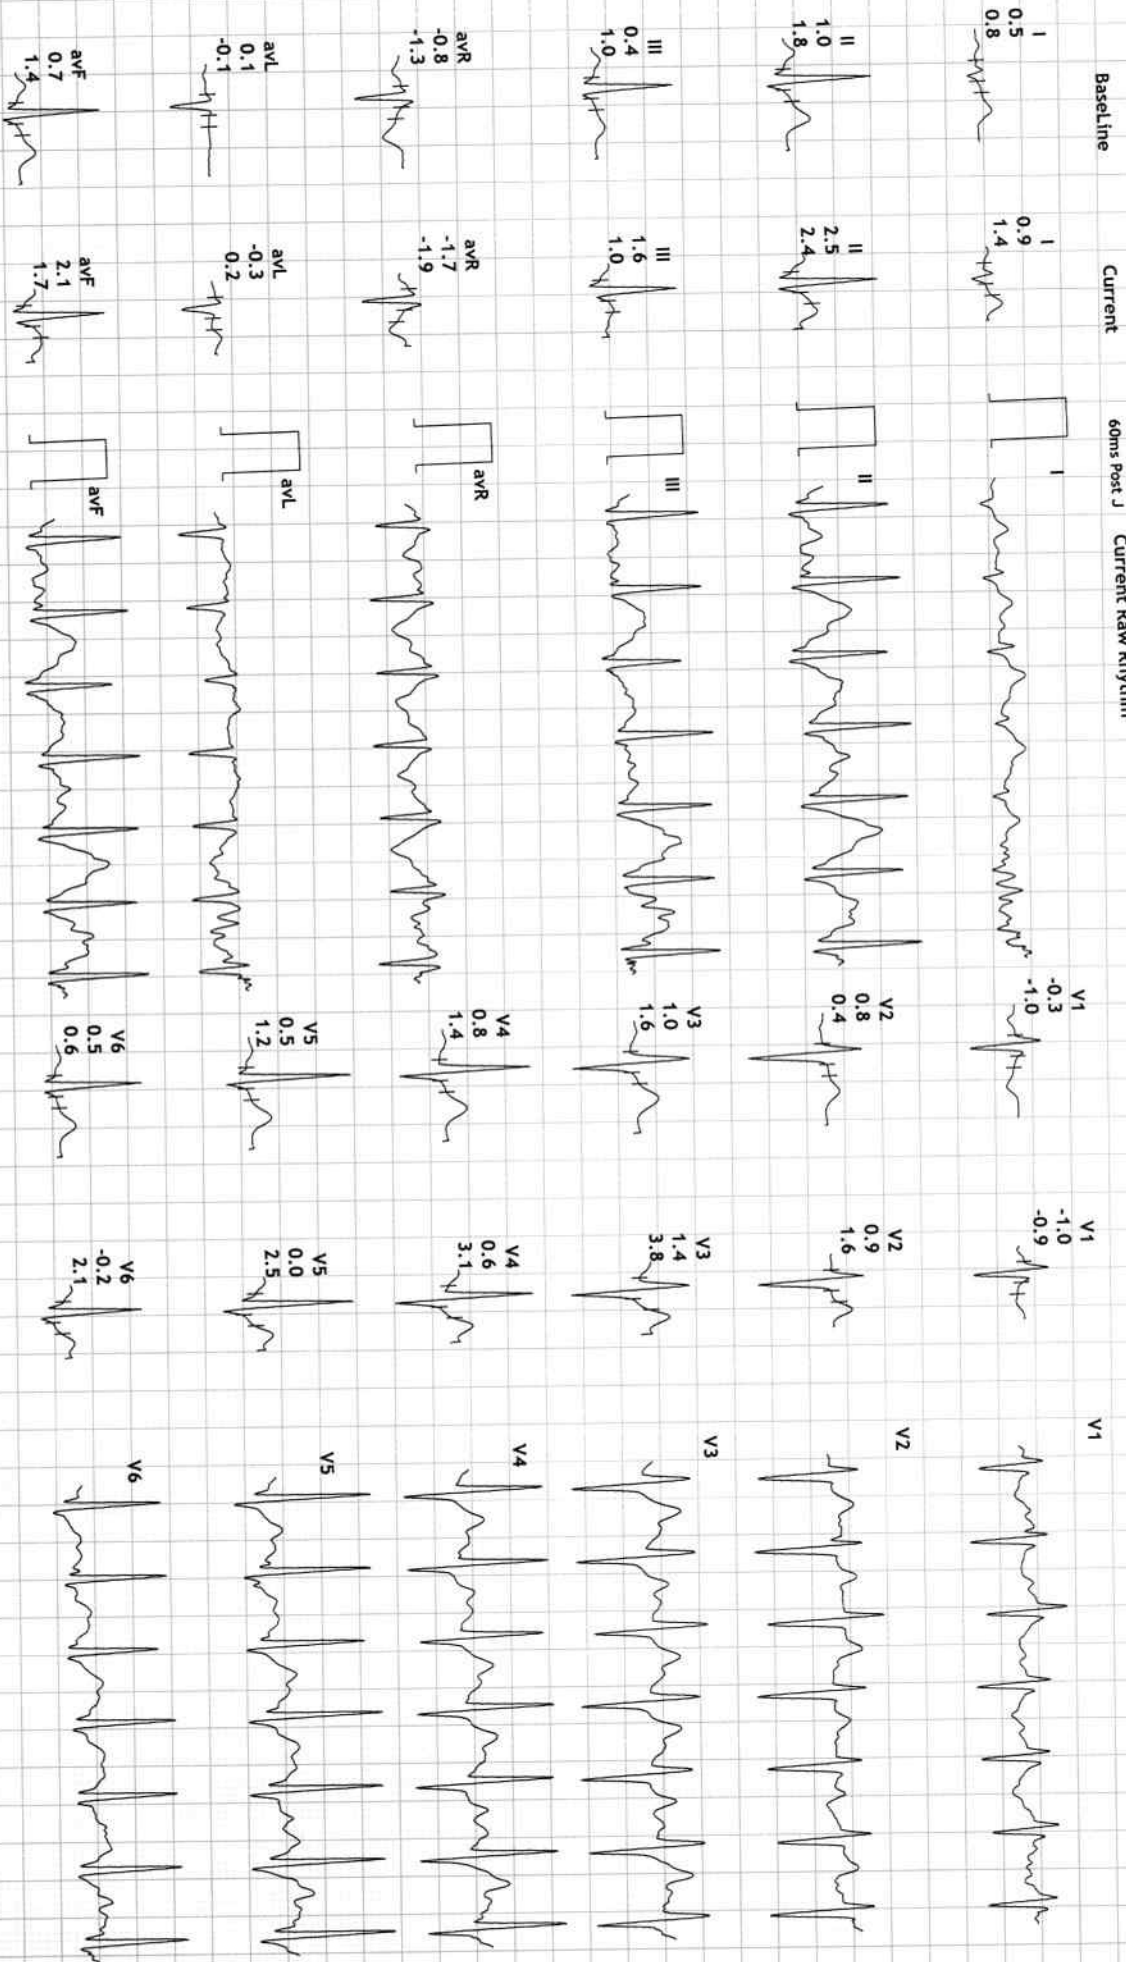 BaseLine
Current
60ms Post J
Current Raw Rhythm
I
0.5
0.8
I
0.9
1.4
I
V1
-0.3
-1.0
V1
-1.0
-0.9
V1
II
1.0
1.8
II
2.5
2.4
II
V2
0.8
0.4
V2
0.9
1.6
V2
III
0.4
1.0
III
1.6
1.0
III
V3
1.0
1.6
V3
1.4
3.8
V3
avR
-0.8
-1.3
avR
-1.7
-1.9
avR
V4
0.8
1.4
V4
0.6
3.1
V4
avL
0.1
-0.1
avL
-0.3
0.2
avL
V5
0.5
1.2
V5
0.0
2.5
V5
avF
0.7
1.4
avF
2.1
1.7
avF
V6
0.5
0.6
V6
-0.2
2.1
V6